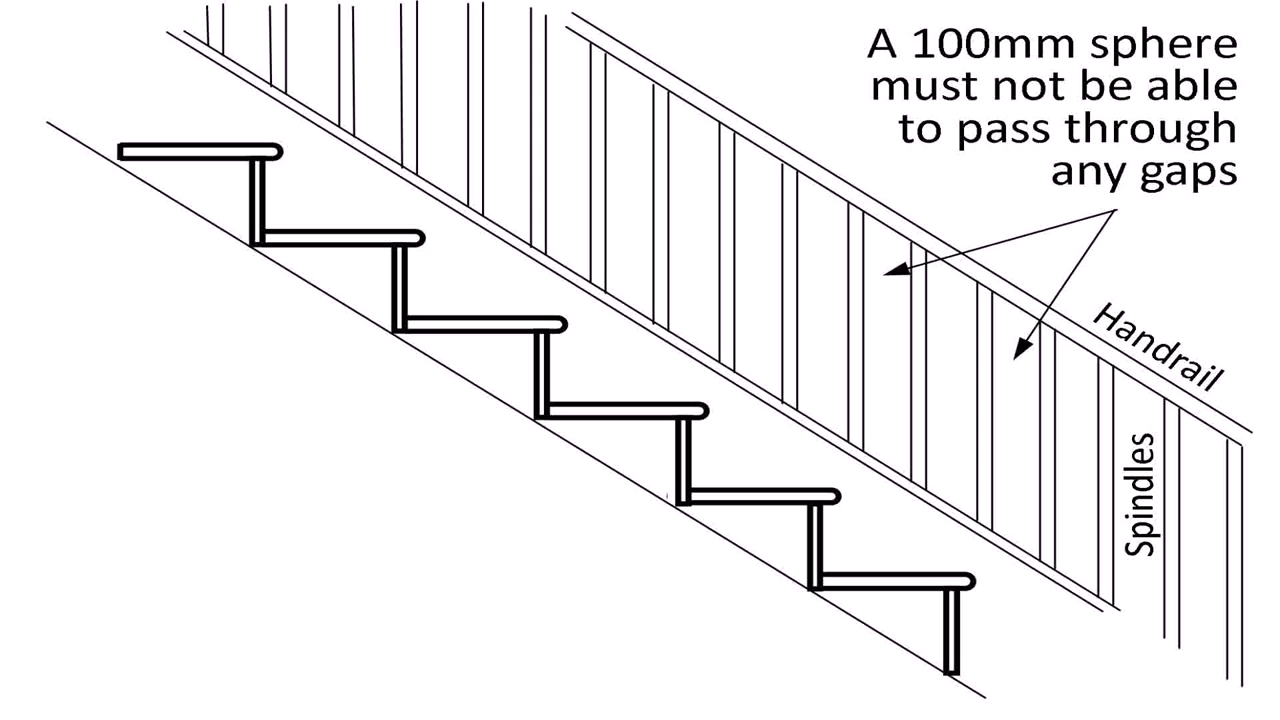 A 100mm sphere
must not be able
to pass through
any gaps
Handrail
Spindles